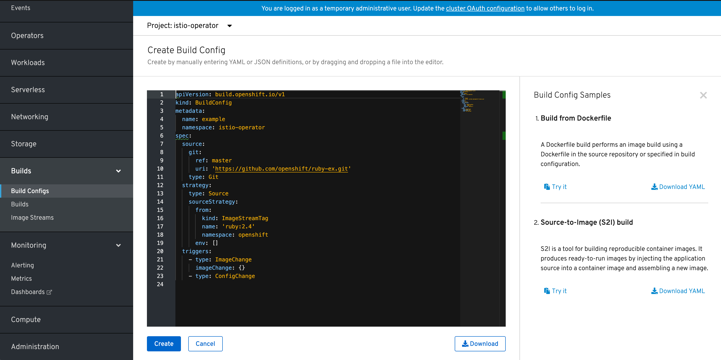 You are logged in as a temporary administrative user. Update the cluster OAuth configuration to allow others to log in.
Events
Operators
Workloads
Serverless
Networking
Storage
Builds
Build Configs
Builds
Image Streams
Monitoring
Alerting
Metrics
Dashboards
Compute
Administration
Project: istio-operator
Create Build Config
Create by manually entering YAML or JSON definitions, or by dragging and dropping a file into the editor.
1 apiVersion: build.openshift.io/v1
2 kind: BuildConfig
3 metadata:
4 name: example
5 namespace: istio-operator
6 spec:
7 source:
8 git:
9 ref: master
10 uri: 'https://github.com/openshift/ruby-ex.git'
11 type: Git
12 strategy:
13 type: Source
14 sourceStrategy:
15 from:
16 kind: ImageStreamTag
17 name: 'ruby:2.4'
18 namespace: openshift
19 env: []
20 triggers:
21 - type: ImageChange
22 imageChange: {}
23 - type: ConfigChange
24
Create
Cancel
Download
Build Config Samples
1. Build from Dockerfile
A Dockerfile build performs an image build using a
Dockerfile in the source repository or specified in build
configuration.
Try it
Download YAML
2. Source-to-Image (S2I) build
S2I is a tool for building reproducible container images. It
produces ready-to-run images by injecting the application
source into a container image and assembling a new image.
Try it
Download YAML